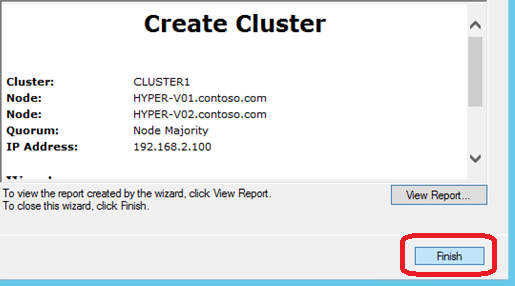 Create Cluster
Cluster: CLUSTER1
Node: HYPER-V01.contoso.com
Node: HYPER-V02.contoso.com
Quorum: Node Majority
IP Address: 192.168.2.100
To view the report created by the wizard, click View Report.
To close this wizard, click Finish.
View Report...
Finish